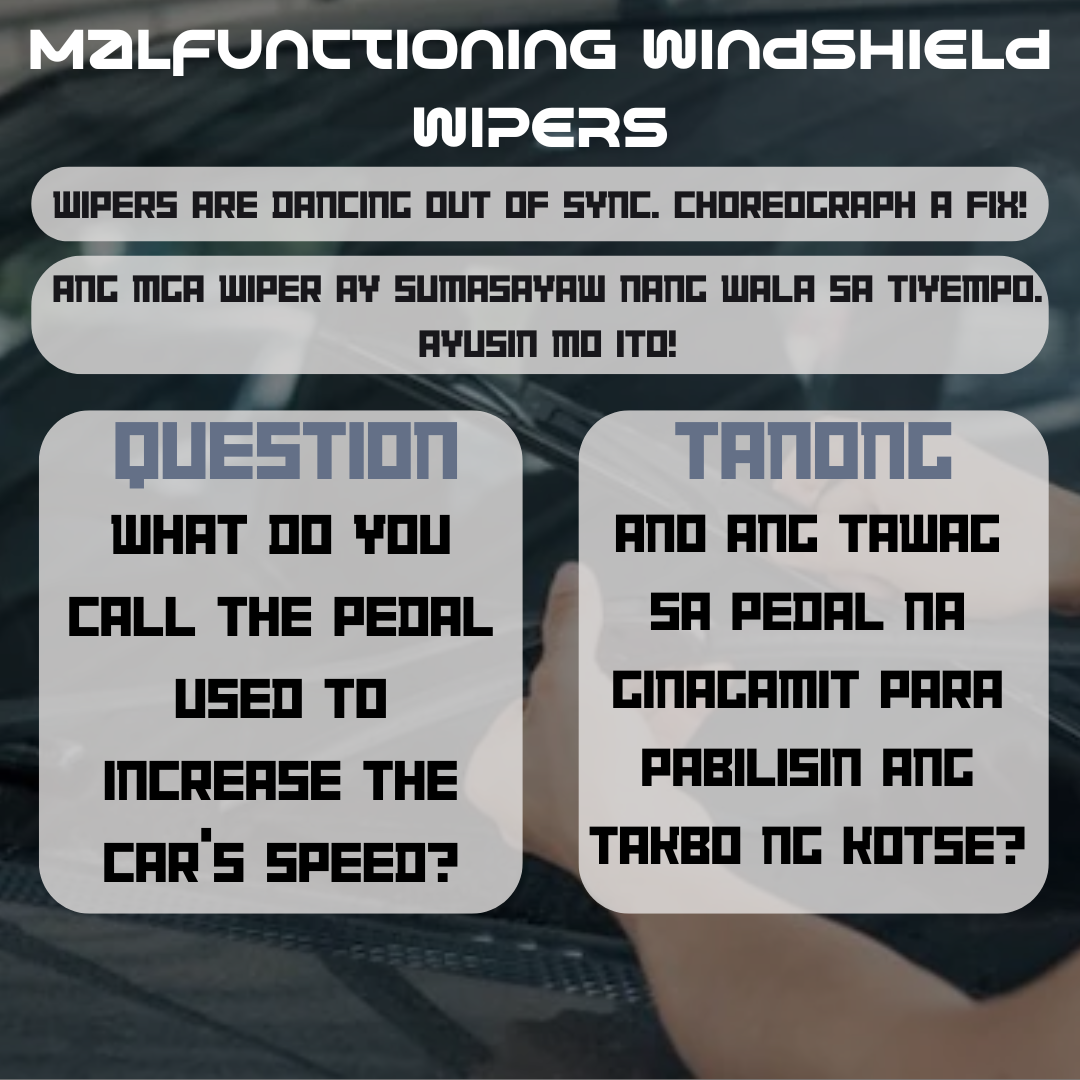 MALFUNCTIONING WINDSHIELD
WIPERS
WIPERS ARE DANCING OUT OF SYNC. CHOREOGRAPH A FIX!
ANG MGA WIPER AY SUMASAYAW NANG WALA SA TIYEMPO.
AYUSIN MO ITO!
QUESTION
WHAT DO YOU
CALL THE PEDAL
USED TO
INCREASE THE
CAR'S SPEED?
TANONG
ANO ANG TAWAG
SA PEDAL NA
GINAGAMIT PARA
PABILISIN ANG
TAKBO NG KOTSE?